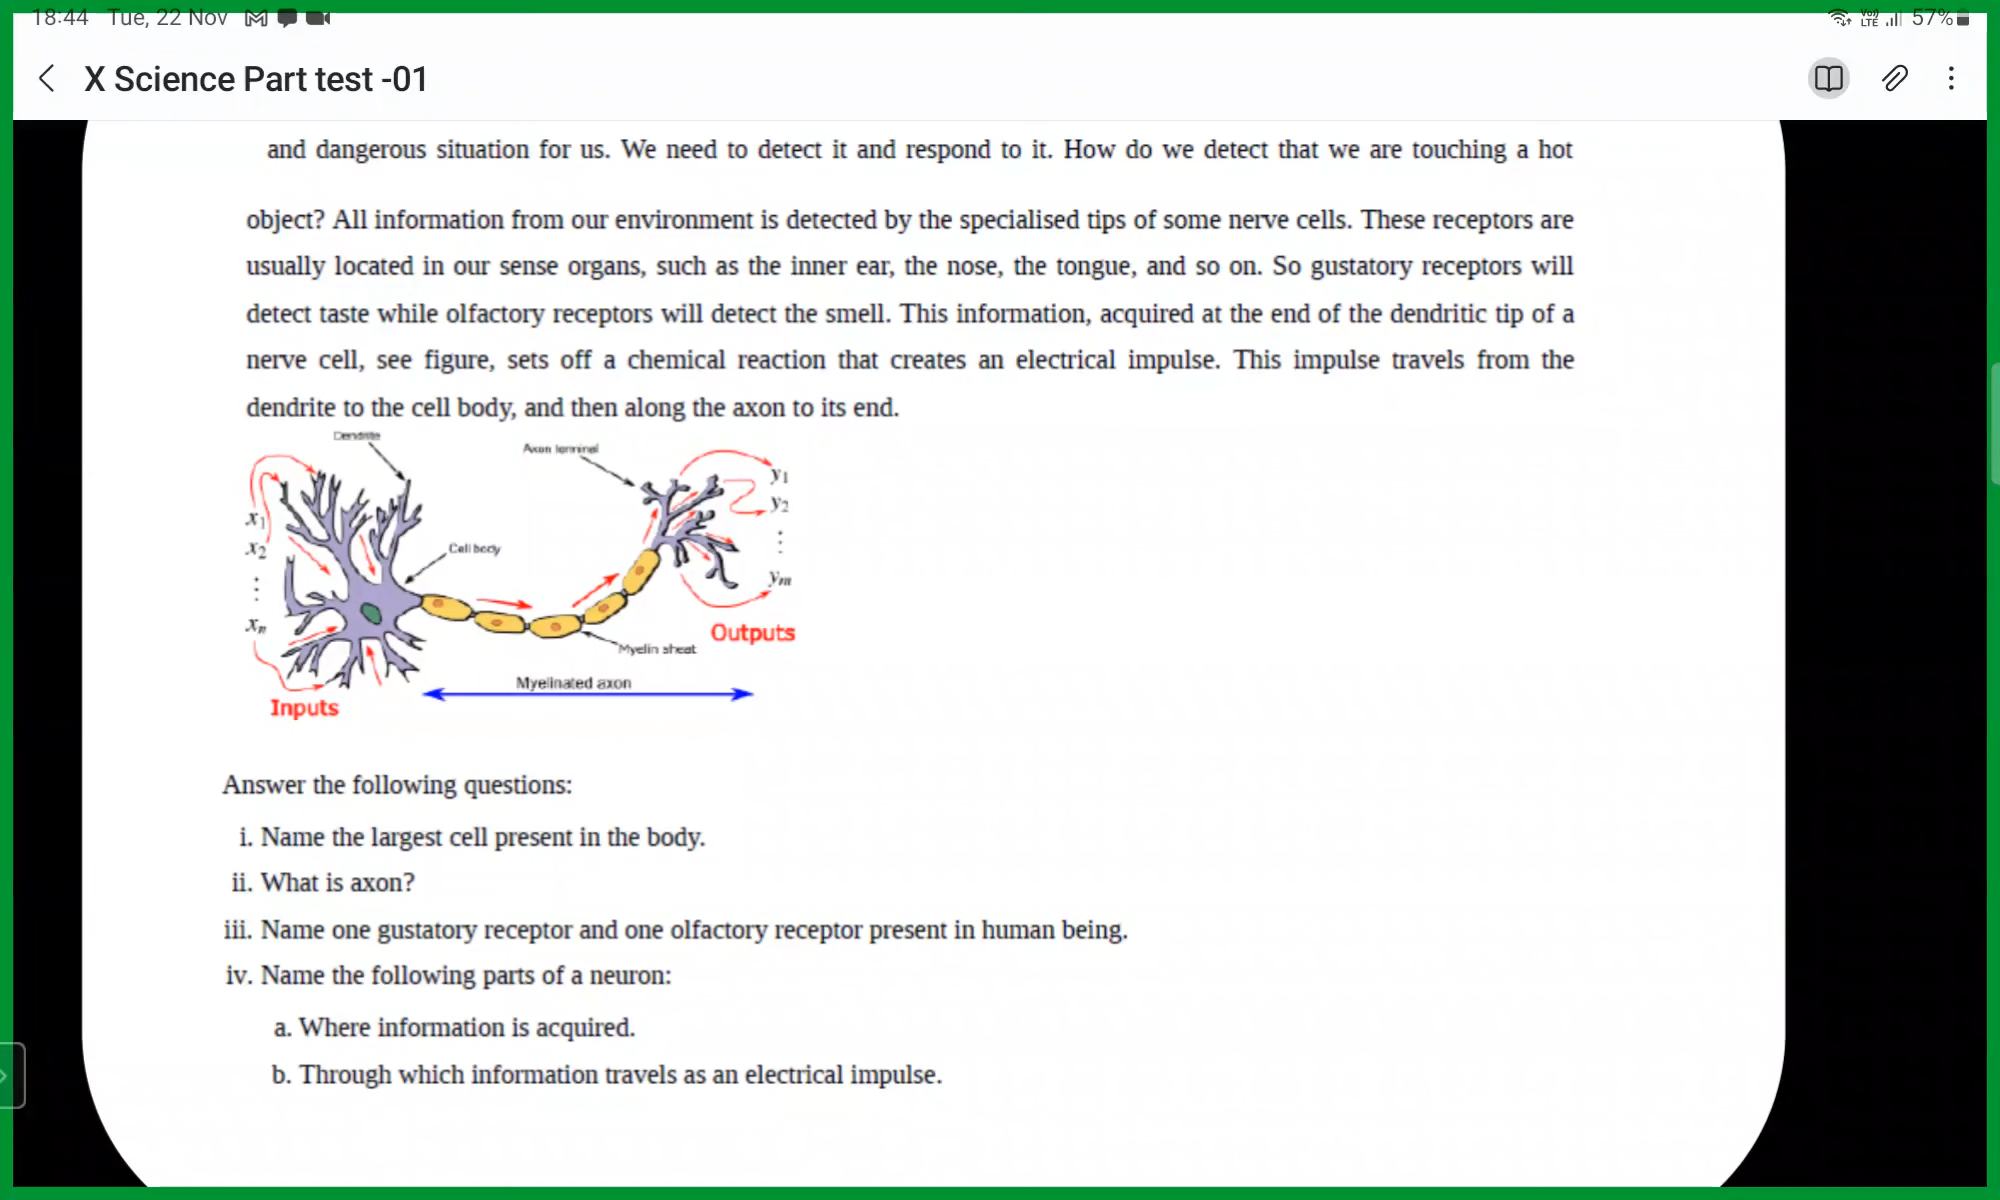 18:44 Tue, 22 Nov
Vo)) LTE 57%
X Science Part test -01
and dangerous situation for us. We need to detect it and respond to it. How do we detect that we are touching a hot
object? All information from our environment is detected by the specialised tips of some nerve cells. These receptors are
usually located in our sense organs, such as the inner ear, the nose, the tongue, and so on. So gustatory receptors will
detect taste while olfactory receptors will detect the smell. This information, acquired at the end of the dendritic tip of a
nerve cell, see figure, sets off a chemical reaction that creates an electrical impulse. This impulse travels from the
dendrite to the cell body, and then along the axon to its end.
Dendrite
Axon terminal
y1
y2
x1
x2
Cell body
⋮
ym
⋮
xn
Outputs
Myelin sheat
Myelinated axon
Inputs
Answer the following questions:
i. Name the largest cell present in the body.
ii. What is axon?
iii. Name one gustatory receptor and one olfactory receptor present in human being.
iv. Name the following parts of a neuron:
a. Where information is acquired.
b. Through which information travels as an electrical impulse.